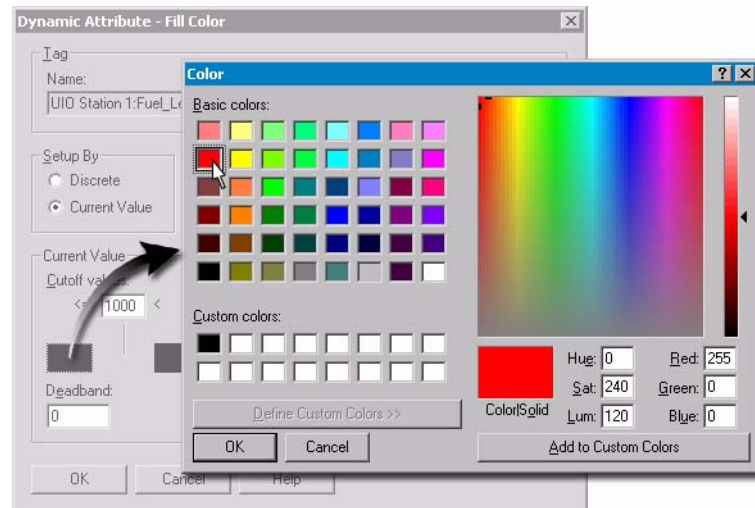 Dynamic Attribute - Fill Color
Tag
Name:
UIO Station 1:Fuel_Le
Setup By
Discrete
Current Value
Current Value
Cutoff
<= 1000 <
Deadband:
0
OK Cancel Help
Color
Basic colors:
Custom colors:
Define Custom Colors >>
OK Cancel
Color|Solid
Hue: 0
Sat: 240
Lum: 120
Red: 255
Green: 0
Blue: 0
Add to Custom Colors